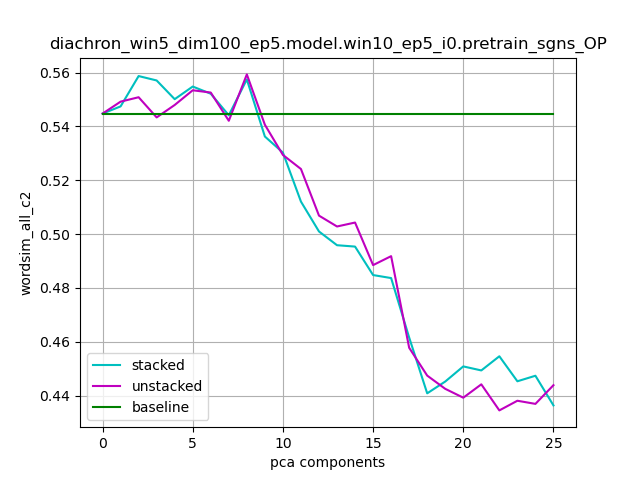 diachron_win5_dim100_ep5.model.win10_ep5_i0.pretrain_sgns_OP
0.56
0.54
0.52
0.50
0.48
0.46
0.44
wordsim_all_c2
stacked
unstacked
baseline
0 5 10 15 20 25
pca components